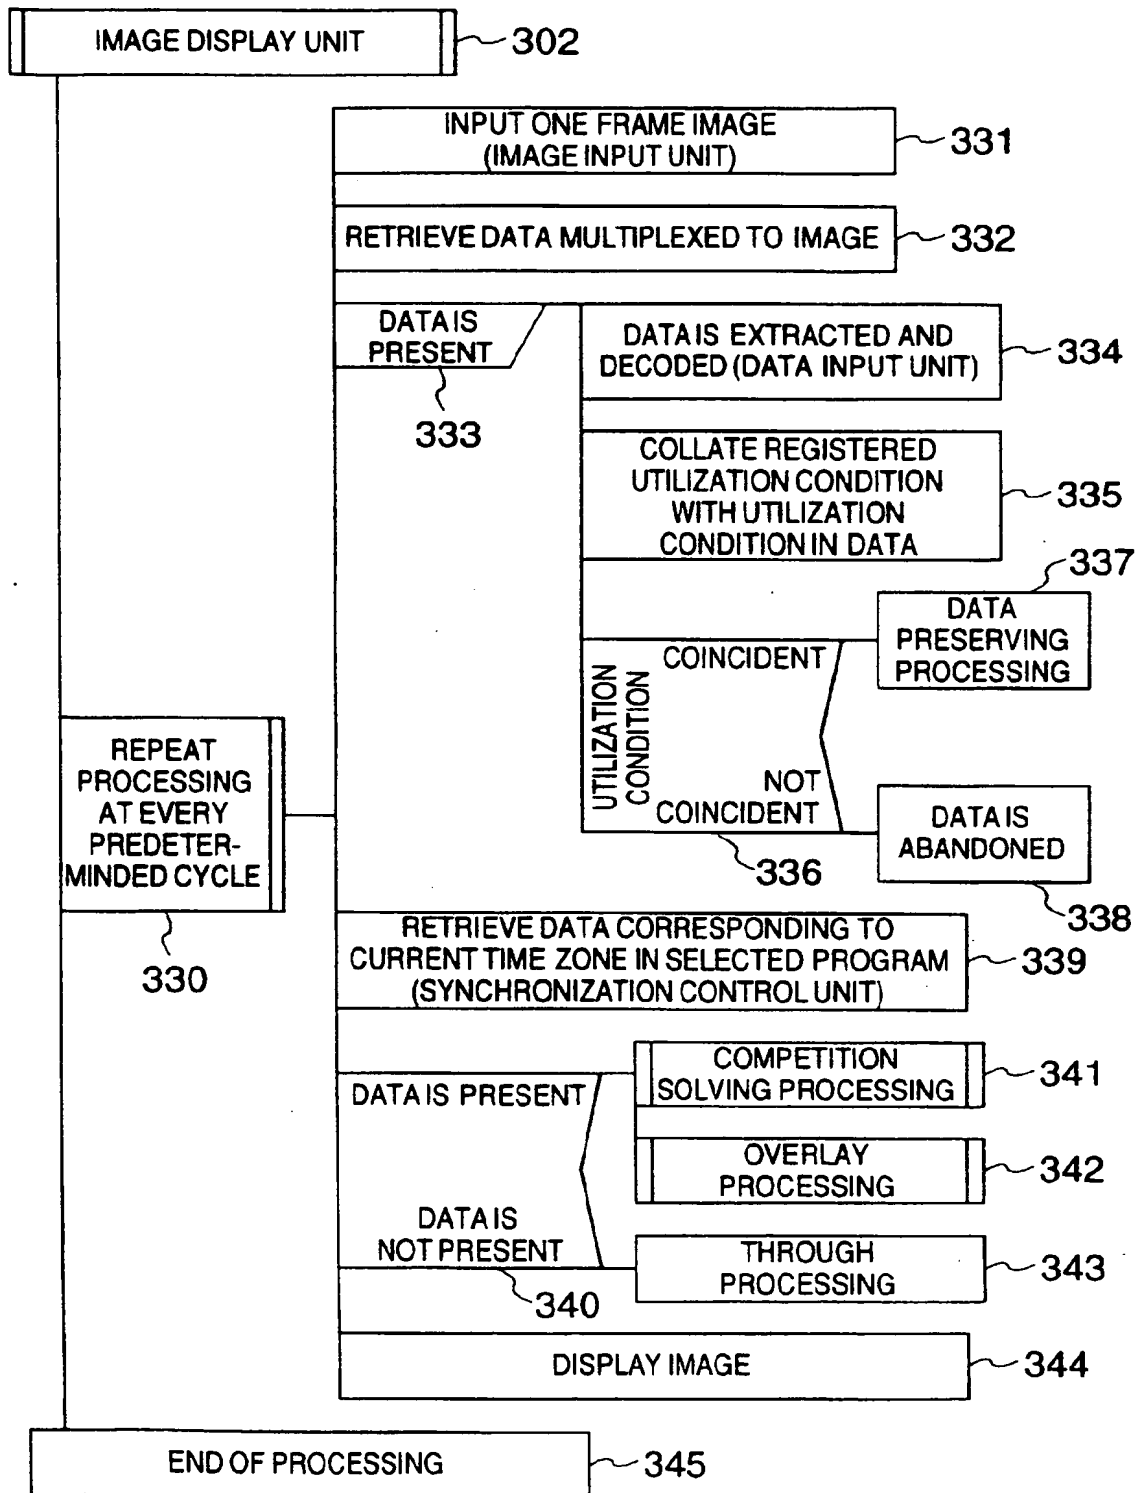 IMAGE DISPLAY UNIT
302
INPUT ONE FRAME IMAGE
(IMAGE INPUT UNIT)
331
RETRIEVE DATA MULTIPLEXED TO IMAGE
332
DATA IS
PRESENT
333
DATA IS EXTRACTED AND
DECODED (DATA INPUT UNIT)
334
COLLATE REGISTERED
UTILIZATION CONDITION
WITH UTILIZATION
CONDITION IN DATA
335
UTILIZATION
CONDITION
COINCIDENT
NOT
COINCIDENT
336
337
DATA
PRESERVING
PROCESSING
DATA IS
ABANDONED
338
REPEAT
PROCESSING
AT EVERY
PREDETER-
MINDED CYCLE
330
RETRIEVE DATA CORRESPONDING TO
CURRENT TIME ZONE IN SELECTED PROGRAM
(SYNCHRONIZATION CONTROL UNIT)
339
DATA IS PRESENT
DATA IS
NOT PRESENT
340
COMPETITION
SOLVING PROCESSING
341
OVERLAY
PROCESSING
342
THROUGH
PROCESSING
343
DISPLAY IMAGE
344
END OF PROCESSING
345